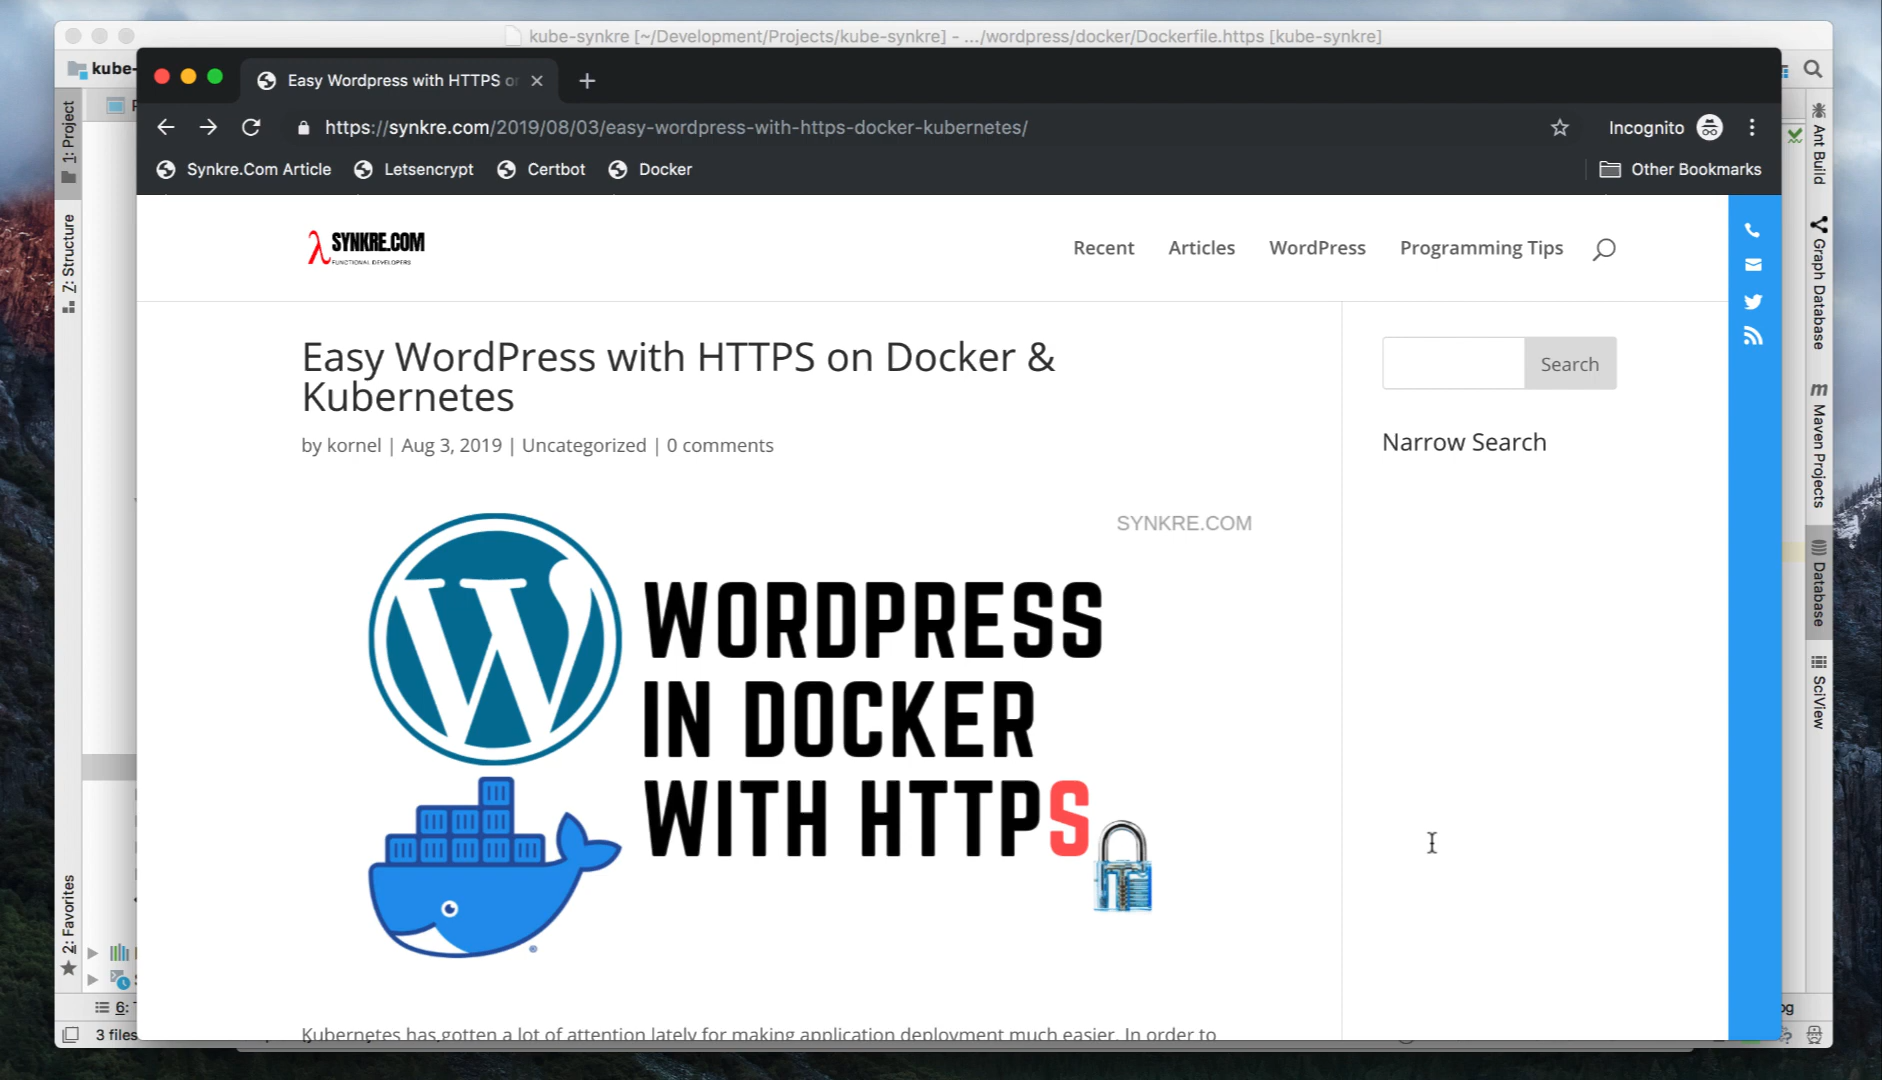 kube-synkre [~/Development/Projects/kube-synkre] - .../wordpress/docker/Dockerfile.https [kube-synkre]
kube-
Easy Wordpress with HTTPS
https://synkre.com/2019/08/03/easy-wordpress-with-https-docker-kubernetes/
Incognito
Synkre.Com Article
Letsencrypt
Certbot
Docker
Other Bookmarks
1: Project
Z: Structure
2: Favorites
Ant Build
Graph Database
m
Maven Projects
Database
SciView
SYNKRE.COM
FUNCTIONAL DEVELOPERS
Recent
Articles
WordPress
Programming Tips
Easy WordPress with HTTPS on Docker &
Kubernetes
by kornel | Aug 3, 2019 | Uncategorized | 0 comments
Search
Narrow Search
SYNKRE.COM
WORDPRESS
IN DOCKER
WITH HTTPS
Kubernetes has gotten a lot of attention lately for making application deployment much easier. In order to
6:
3 files